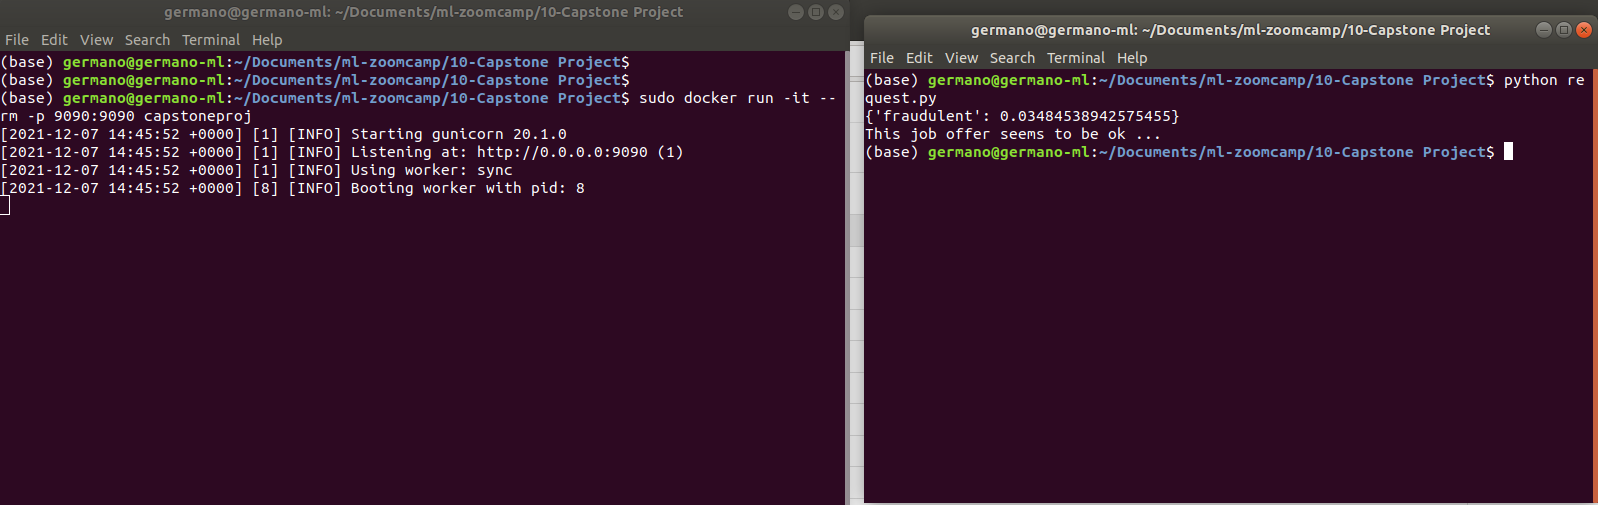 germano@germano-ml: ~/Documents/ml-zoomcamp/10-Capstone Project
File Edit View Search Terminal Help
(base) germano@germano-ml:~/Documents/ml-zoomcamp/10-Capstone Project$
(base) germano@germano-ml:~/Documents/ml-zoomcamp/10-Capstone Project$
(base) germano@germano-ml:~/Documents/ml-zoomcamp/10-Capstone Project$ sudo docker run -it --
rm -p 9090:9090 capstoneproj
[2021-12-07 14:45:52 +0000] [1] [INFO] Starting gunicorn 20.1.0
[2021-12-07 14:45:52 +0000] [1] [INFO] Listening at: http://0.0.0.0:9090 (1)
[2021-12-07 14:45:52 +0000] [1] [INFO] Using worker: sync
[2021-12-07 14:45:52 +0000] [8] [INFO] Booting worker with pid: 8
germano@germano-ml: ~/Documents/ml-zoomcamp/10-Capstone Project
File Edit View Search Terminal Help
(base) germano@germano-ml:~/Documents/ml-zoomcamp/10-Capstone Project$ python re
quest.py
{'fraudulent': 0.03484538942575455}
This job offer seems to be ok ...
(base) germano@germano-ml:~/Documents/ml-zoomcamp/10-Capstone Project$